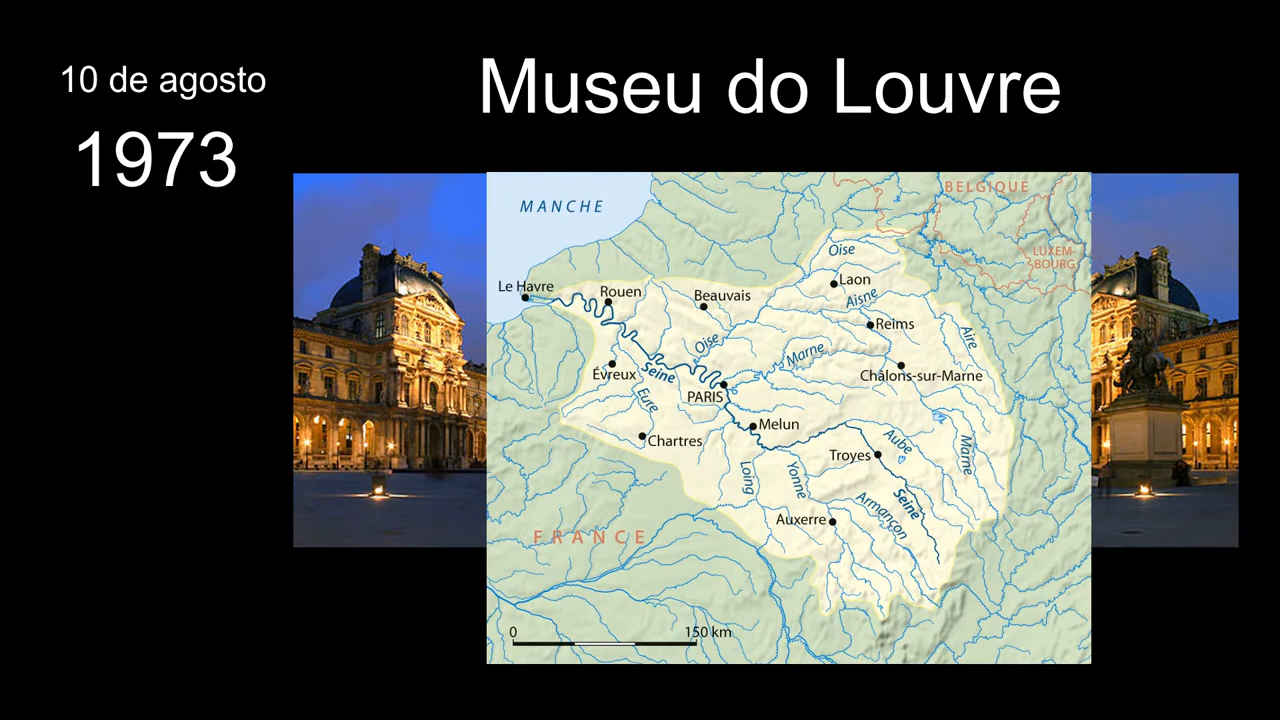 10 de agosto
1973
Museu do Louvre
BELGIQUE
MANCHE
LUXEM-
BOURG
Oise
Laon
Le Havre
Rouen
Beauvais
Aisne
Reims
Aire
Oise
Marne
Évreux
Seine
Châlons-sur-Marne
PARIS
Eure
Melun
Chartres
Aube
Marne
Troyes
Loing
Yonne
Seine
Armançon
Auxerre
FRANCE
0 150 km